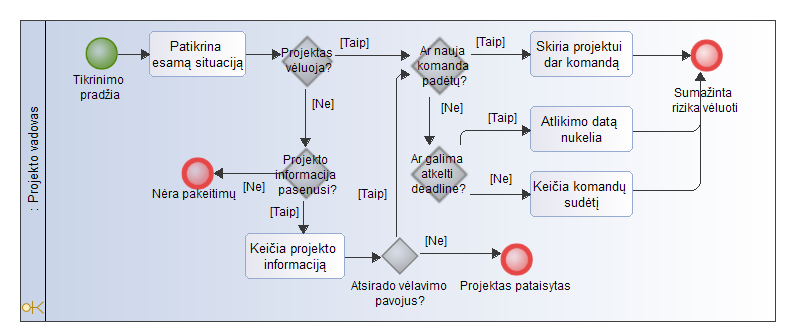 : Projekto vadovas
Tikrinimo
pradžia
Patikrina
esamą situaciją
Projektas
vėluoja?
[Taip]
Ar nauja
komanda
padėtų?
[Taip]
Skiria projektui
dar komandą
Sumažinta
rizika vėluoti
[Ne]
[Ne]
[Taip]
Atlikimo datą
nukelia
Nėra pakeitimų
[Ne]
Projekto
informacija
pasenusi?
[Taip]
Ar galima
atkelti
deadline?
[Ne]
Keičia komandų
sudėtį
[Taip]
Keičia projekto
informaciją
Atsirado vėlavimo
pavojus?
[Ne]
Projektas pataisytas